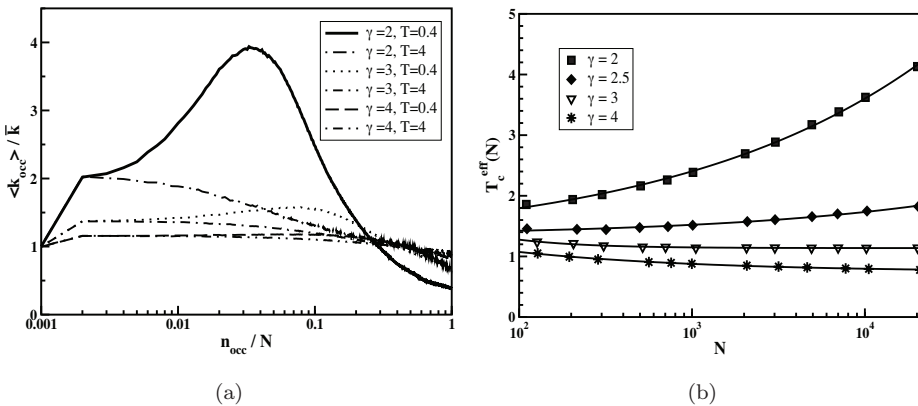 <k_occ> / k̅
4
3
2
1
0
0.001
0.01
0.1
1
n_occ / N
γ =2, T=0.4
γ =2, T=4
γ =3, T=0.4
γ =3, T=4
γ =4, T=0.4
γ =4, T=4
(a)
T_c^eff(N)
5
4
3
2
1
0
10^2
10^3
10^4
N
γ = 2
γ = 2.5
γ = 3
γ = 4
(b)